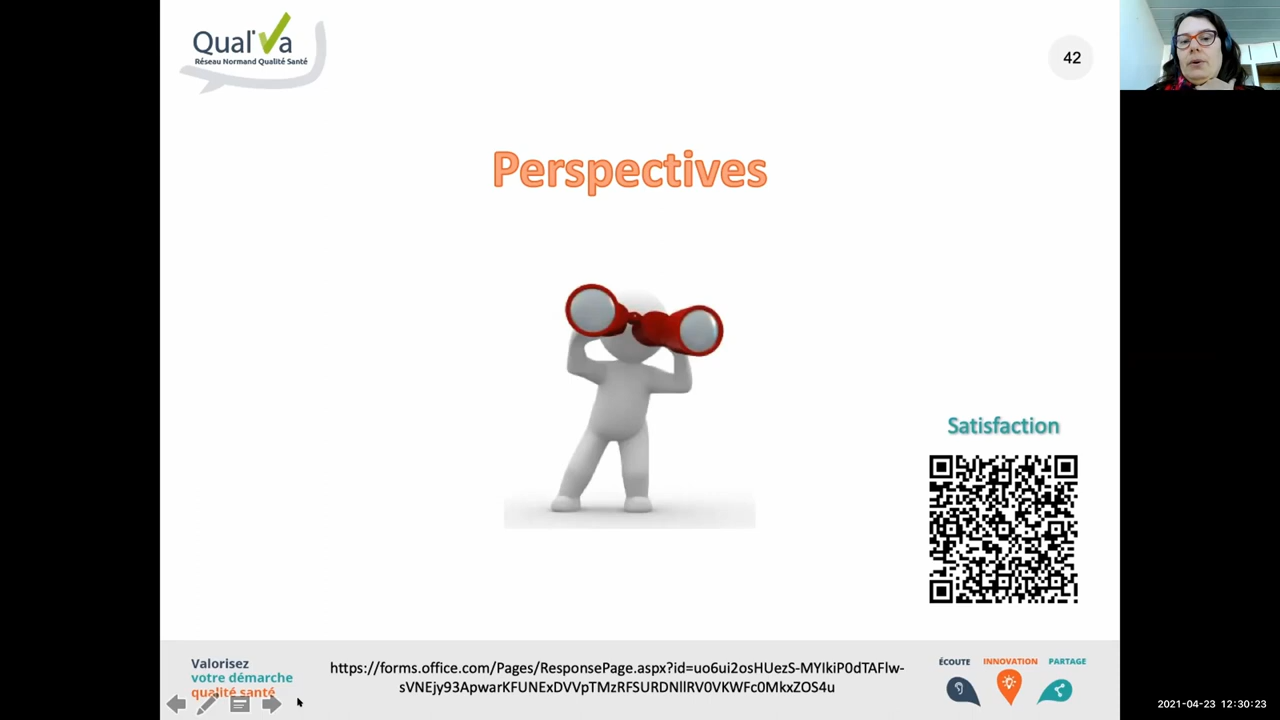 Qual'Va
Réseau Normand Qualité Santé
42
Perspectives
Satisfaction
Valorisez
votre démarche
qualité santé
https://forms.office.com/Pages/ResponsePage.aspx?id=uo6ui2osHUezS-MYIkiP0dTAFlw-
sVNEjy93ApwarKFUNExDVVpTMzRFSURDNllRV0VKWFc0MkxZOS4u
ÉCOUTE
INNOVATION
PARTAGE
2021-04-23 12:30:23